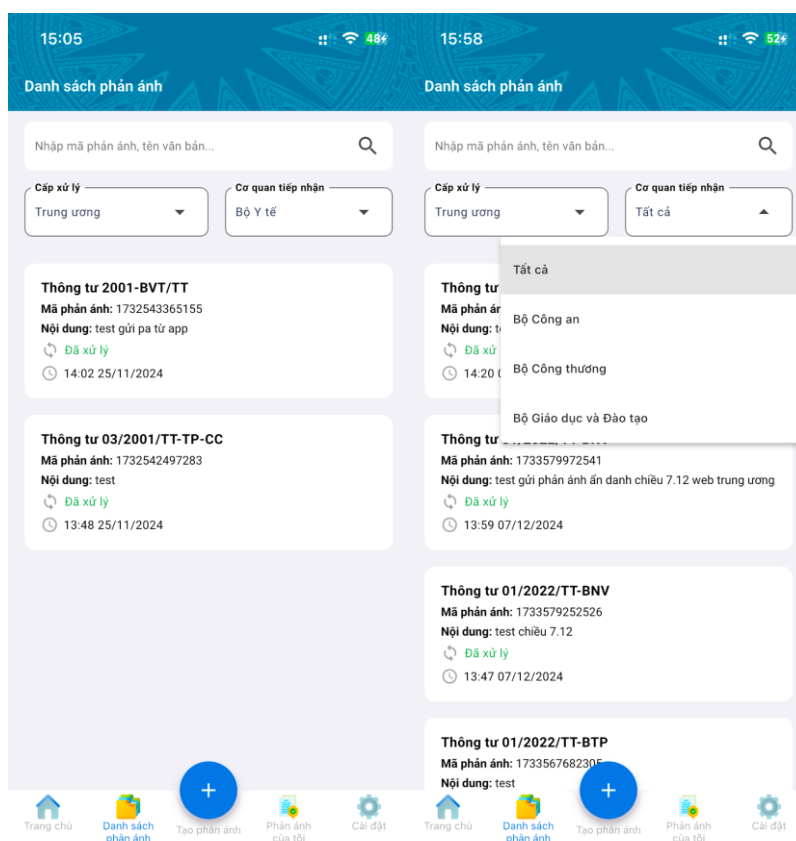 15:05
48
Danh sách phản ánh
Nhập mã phản ánh, tên văn bản...
Cấp xử lý
Cơ quan tiếp nhận
Trung ương
Bộ Y tế
Thông tư 2001-BVT/TT
Mã phản ánh: 1732543365155
Nội dung: test gửi pa từ app
Đã xử lý
14:02 25/11/2024
Thông tư 03/2001/TT-TP-CC
Mã phản ánh: 1732542497283
Nội dung: test
Đã xử lý
13:48 25/11/2024
Trang chủ
Danh sách
phản ánh
Tạo phản ánh
Phản ánh
của tôi
Cài đặt
15:58
52
Danh sách phản ánh
Nhập mã phản ánh, tên văn bản...
Cấp xử lý
Cơ quan tiếp nhận
Trung ương
Tất cả
Tất cả
Bộ Công an
Bộ Công thương
Bộ Giáo dục và Đào tạo
Thông tư
Mã phản
Nội dung:
Đã xử
14:20
Thông tư 01/2022/TT-BNV
Mã phản ánh: 1733579972541
Nội dung: test gửi phản ánh ẩn danh chiều 7.12 web trung ương
Đã xử lý
13:59 07/12/2024
Thông tư 01/2022/TT-BNV
Mã phản ánh: 1733579252526
Nội dung: test chiều 7.12
Đã xử lý
13:47 07/12/2024
Thông tư 01/2022/TT-BTP
Mã phản ánh: 1733567682305
Nội dung: test
Trang chủ
Danh sách
phản ánh
Tạo phản ánh
Phản ánh
của tôi
Cài đặt